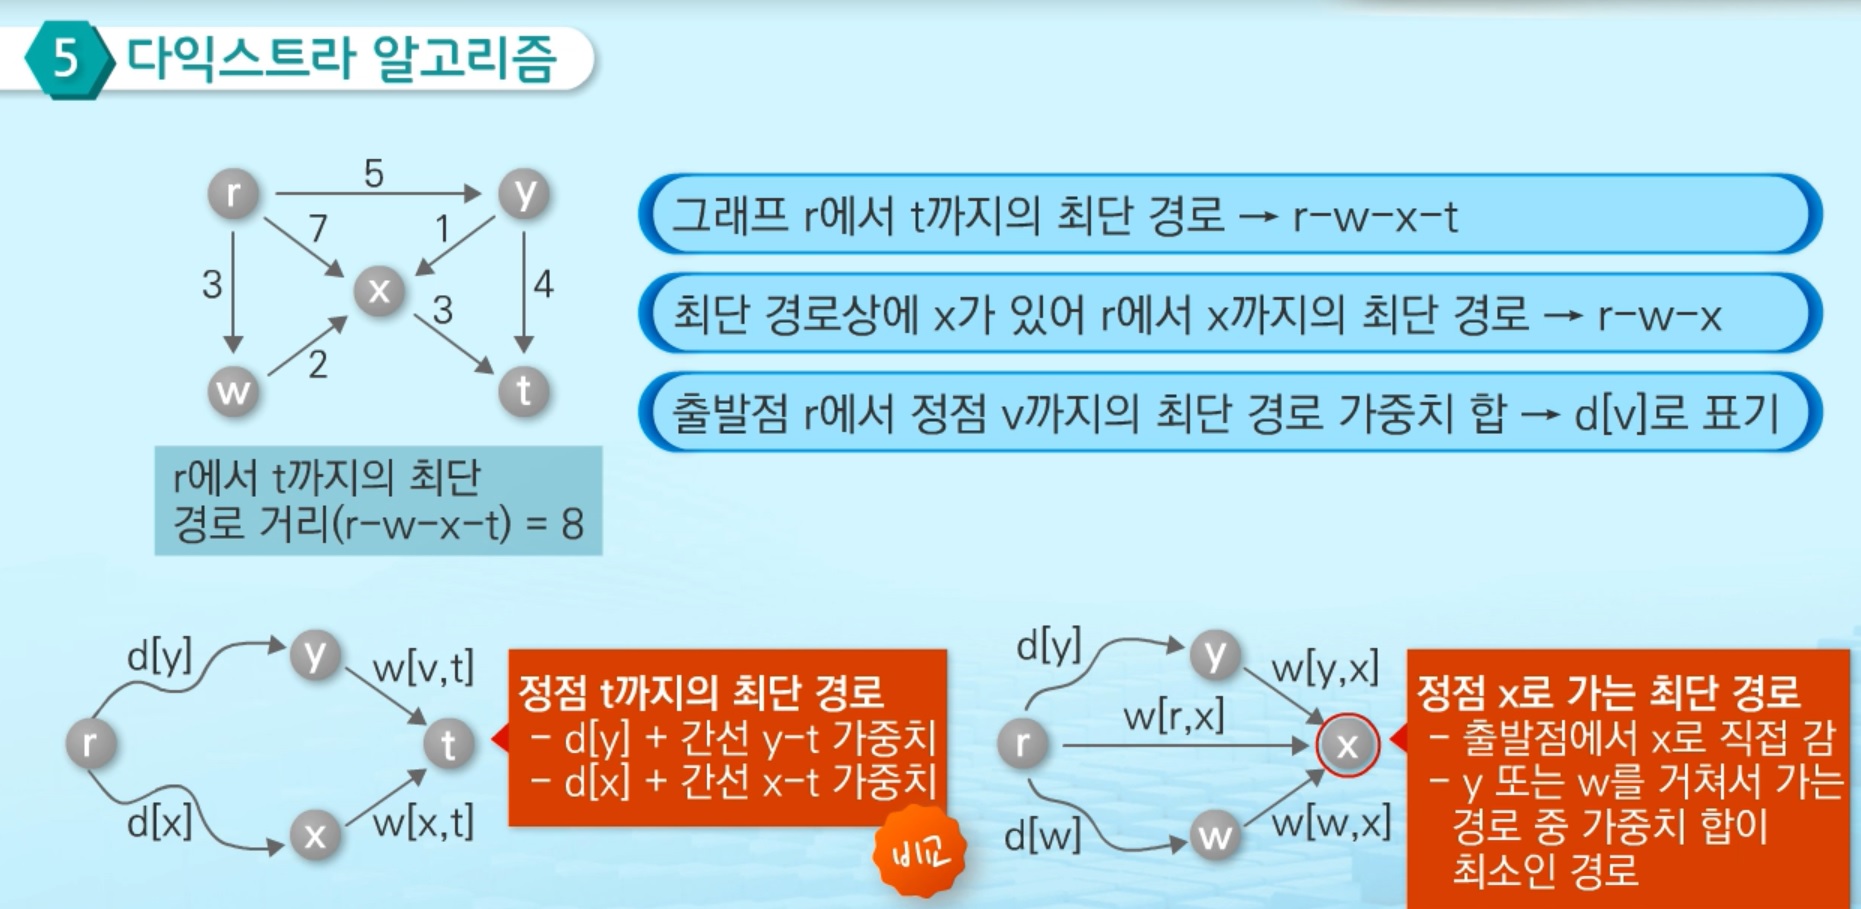 5 다익스트라 알고리즘
r
5
y
7
1
3
x
3
4
w
2
t
r에서 t까지의 최단
경로 거리(r-w-x-t) = 8
그래프 r에서 t까지의 최단 경로 → r-w-x-t
최단 경로상에 x가 있어 r에서 x까지의 최단 경로 → r-w-x
출발점 r에서 정점 v까지의 최단 경로 가중치 합 → d[v]로 표기
d[y]
y
w[v,t]
r
t
d[x]
x
w[x,t]
정점 t까지의 최단 경로
- d[y] + 간선 y-t 가중치
- d[x] + 간선 x-t 가중치
비교
d[y]
y
w[y,x]
w[r,x]
r
x
d[w]
w
w[w,x]
정점 x로 가는 최단 경로
- 출발점에서 x로 직접 감
- y 또는 w를 거쳐서 가는
경로 중 가중치 합이
최소인 경로